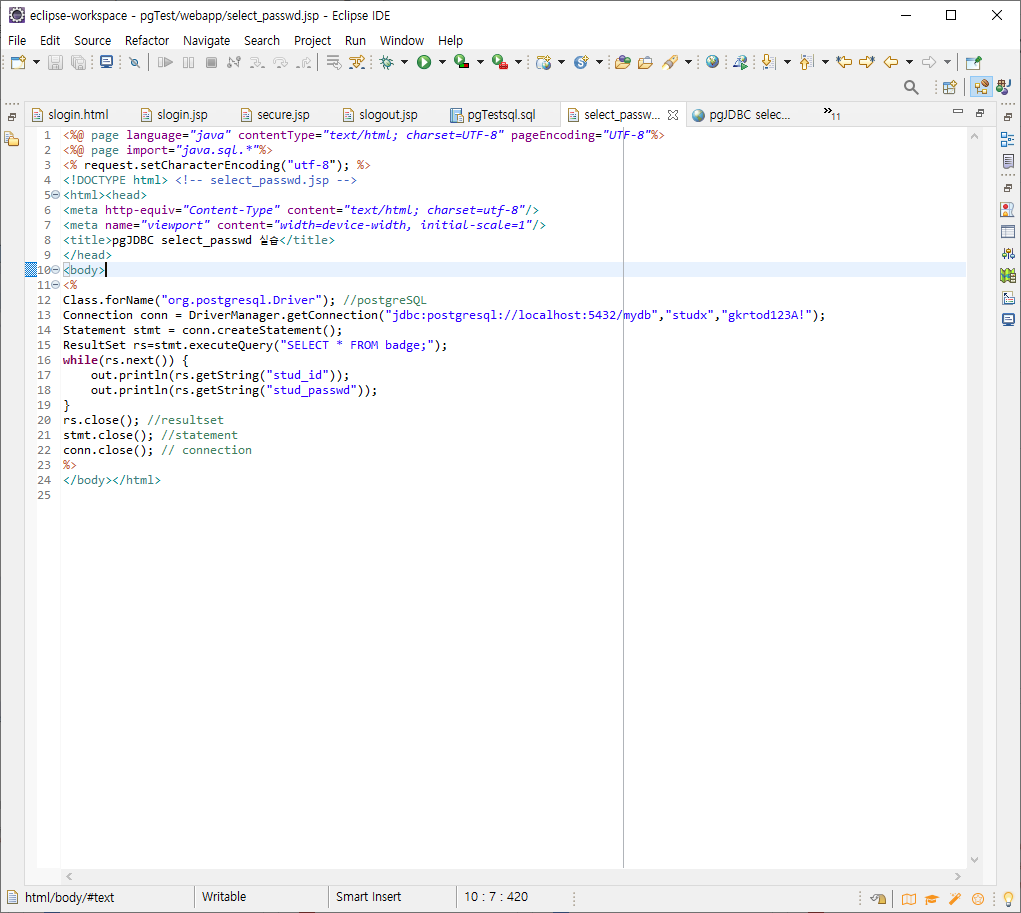 eclipse-workspace - pgTest/webapp/select_passwd.jsp - Eclipse IDE
File Edit Source Refactor Navigate Search Project Run Window Help
slogin.html slogin.jsp secure.jsp slogout.jsp pgTestsql.sql select_passw... pgJDBC selec... »11
1 <%@ page language="java" contentType="text/html; charset=UTF-8" pageEncoding="UTF-8"%>
2 <%@ page import="java.sql.*"%>
3 <% request.setCharacterEncoding("utf-8"); %>
4 <!DOCTYPE html> <!-- select_passwd.jsp -->
5 <html><head>
6 <meta http-equiv="Content-Type" content="text/html; charset=utf-8"/>
7 <meta name="viewport" content="width=device-width, initial-scale=1"/>
8 <title>pgJDBC select_passwd 실습</title>
9 </head>
10 <body>
11 <%
12 Class.forName("org.postgresql.Driver"); //postgreSQL
13 Connection conn = DriverManager.getConnection("jdbc:postgresql://localhost:5432/mydb","studx","gkrtod123A!");
14 Statement stmt = conn.createStatement();
15 ResultSet rs=stmt.executeQuery("SELECT * FROM badge;");
16 while(rs.next()) {
17     out.println(rs.getString("stud_id"));
18     out.println(rs.getString("stud_passwd"));
19 }
20 rs.close(); //resultset
21 stmt.close(); //statement
22 conn.close(); // connection
23 %>
24 </body></html>
25
html/body/#text Writable Smart Insert 10 : 7 : 420